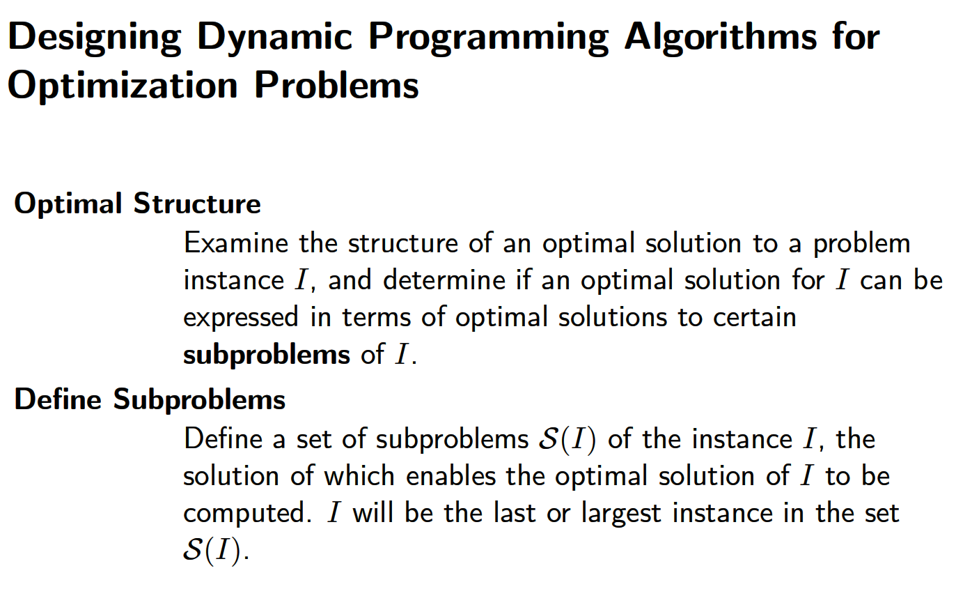 Designing Dynamic Programming Algorithms for
Optimization Problems
Optimal Structure
Examine the structure of an optimal solution to a problem
instance I, and determine if an optimal solution for I can be
expressed in terms of optimal solutions to certain
subproblems of I.
Define Subproblems
Define a set of subproblems 𝒮(I) of the instance I, the
solution of which enables the optimal solution of I to be
computed. I will be the last or largest instance in the set
𝒮(I).